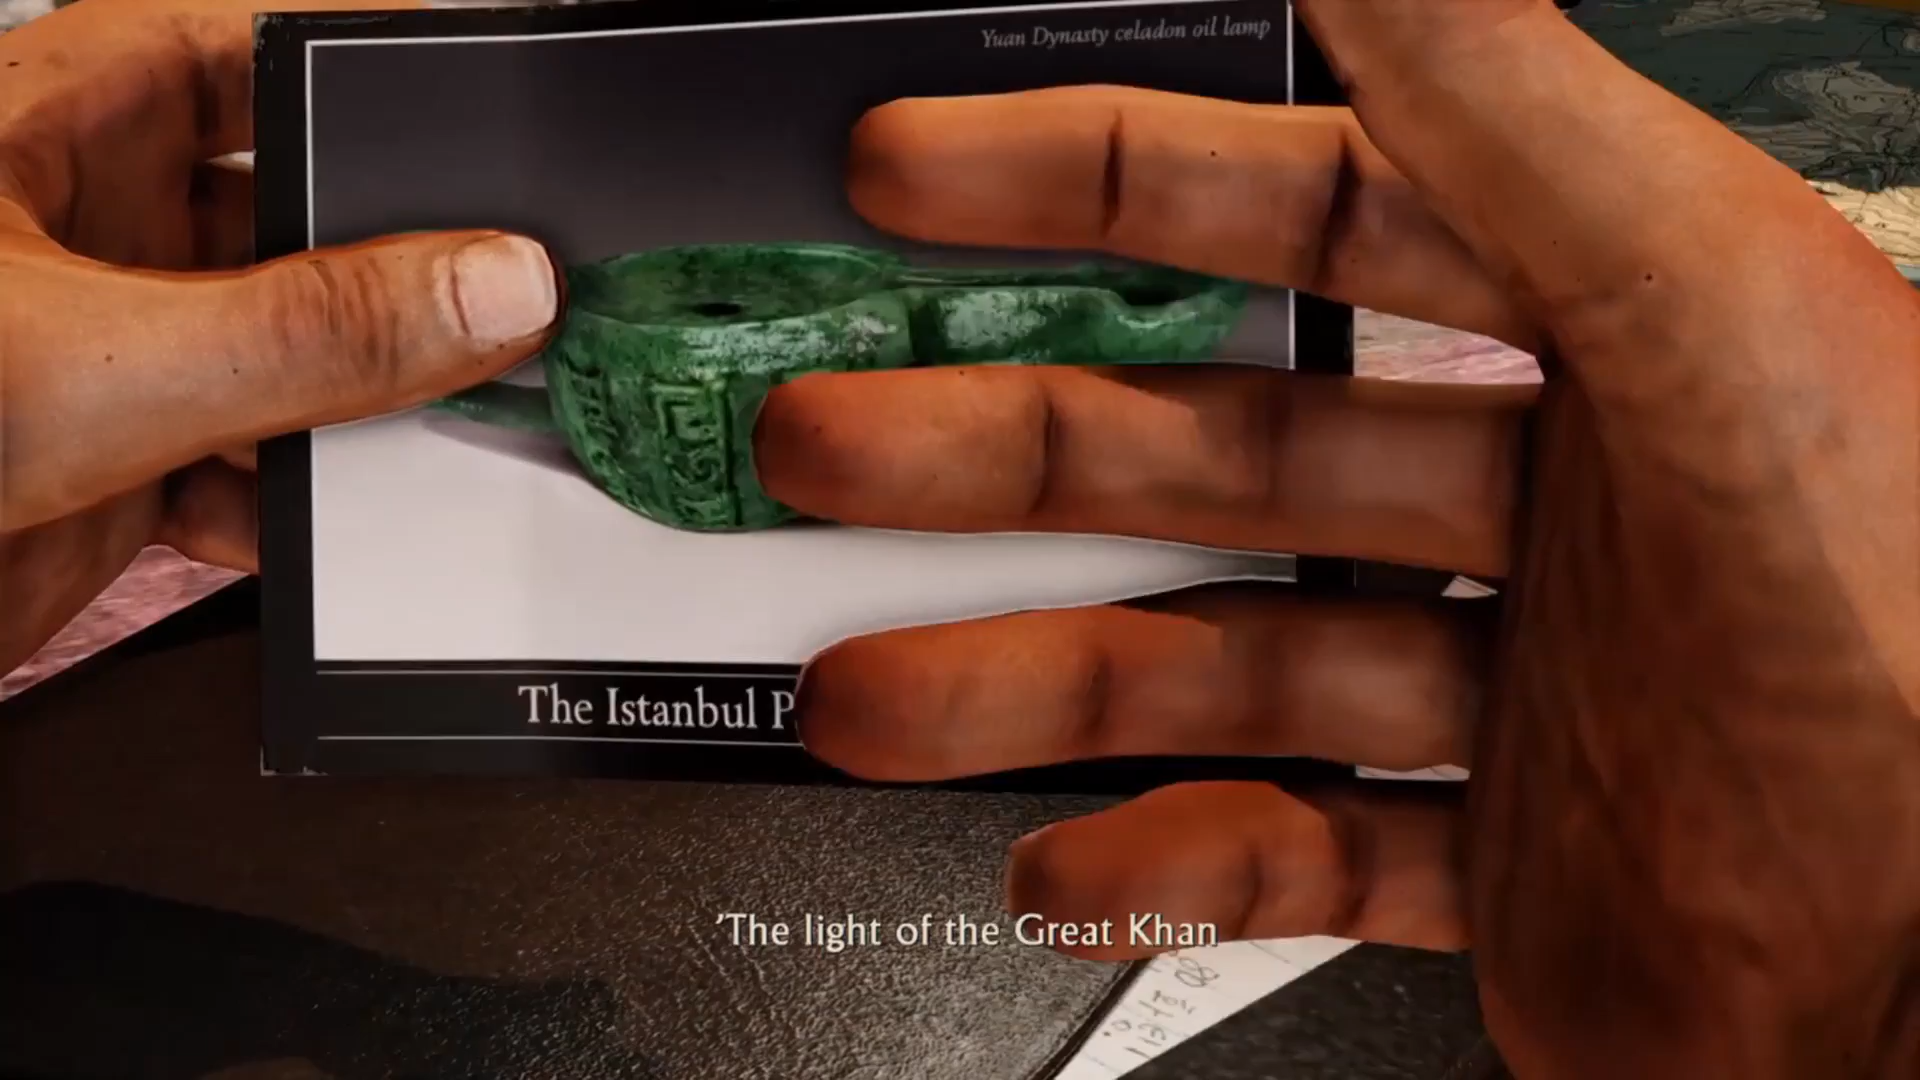 Yuan Dynasty celadon oil lamp
The Istanbul
'The light of the Great Khan